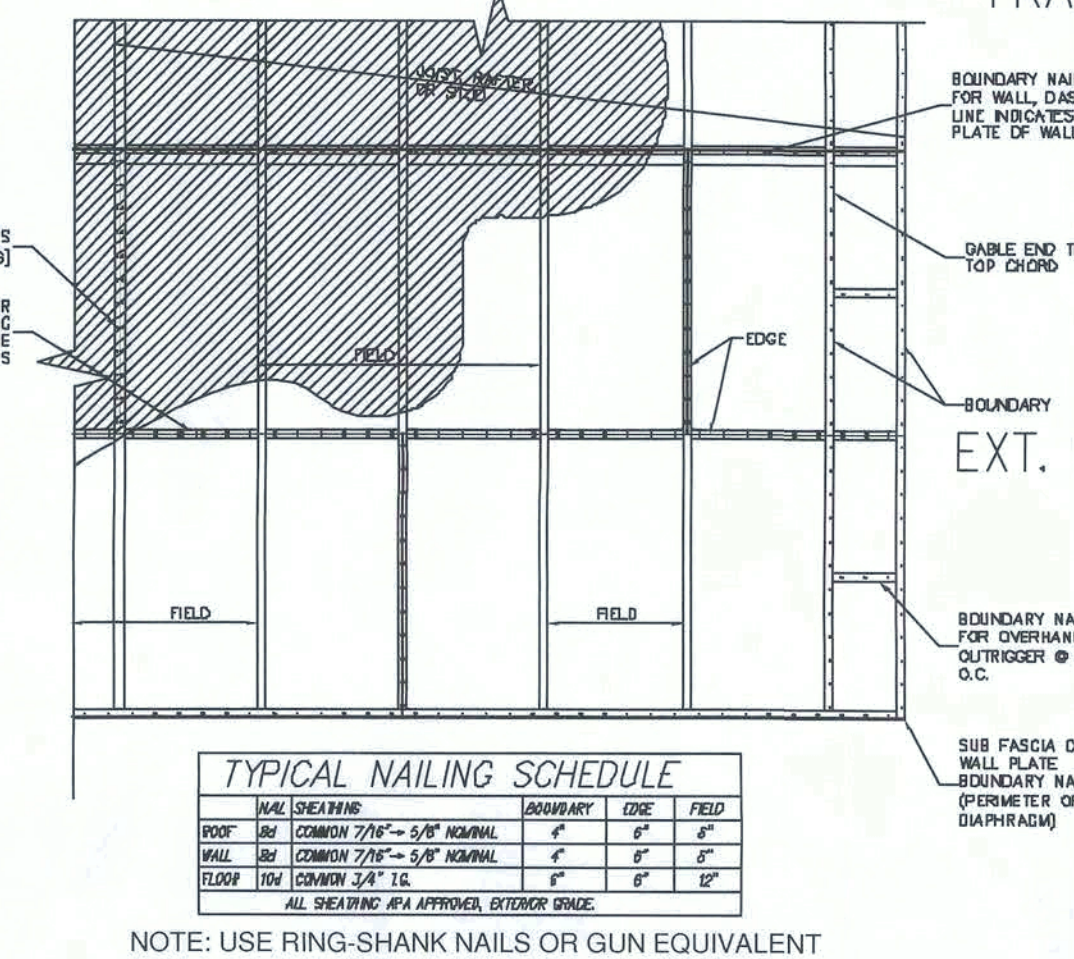 JOIST, RAFTER,
OR STUD
BOUNDARY NAI
FOR WALL, DAS
LINE INDICATES
PLATE OF WALL
S
S]
R
C
E
S
GABLE END T
TOP CHORD
FIELD
EDGE
BOUNDARY
EXT.
FIELD
FIELD
BOUNDARY NA
FOR OVERHAN
OUTRIGGER @
O.C.
SUB FASCIA O
WALL PLATE
BOUNDARY NA
(PERIMETER OF
DIAPHRAGM)
TYPICAL NAILING SCHEDULE
NAIL SHEATHING BOUNDARY EDGE FIELD
ROOF 8d COMMON 7/16" → 5/8" NOMINAL 4" 6"
WALL 8d COMMON 7/16" → 5/8" NOMINAL 4" 6"
FLOOR 10d COMMON 3/4" T.G. 6" 6" 12"
ALL SHEATHING APA APPROVED, EXTERIOR GRADE.
NOTE: USE RING-SHANK NAILS OR GUN EQUIVALENT